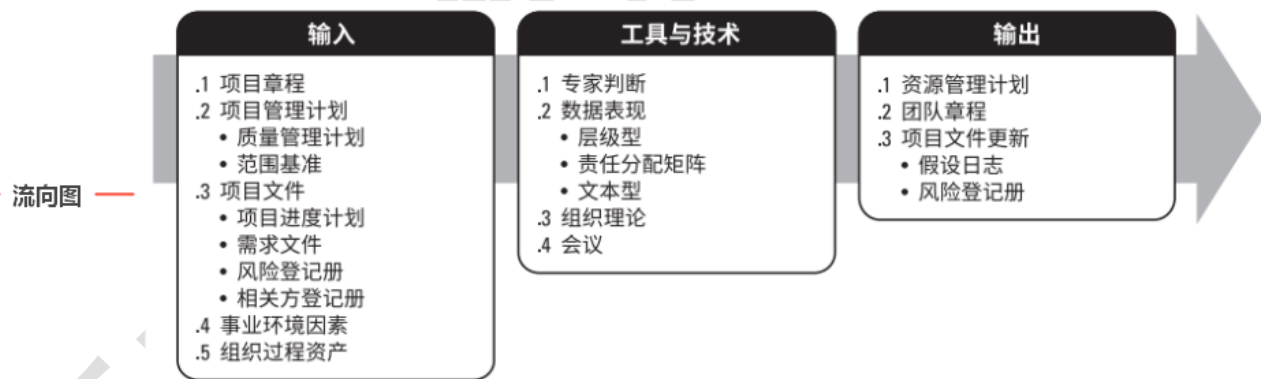 流向图
输入
.1 项目章程
.2 项目管理计划
• 质量管理计划
• 范围基准
.3 项目文件
• 项目进度计划
• 需求文件
• 风险登记册
• 相关方登记册
.4 事业环境因素
.5 组织过程资产
工具与技术
.1 专家判断
.2 数据表现
• 层级型
• 责任分配矩阵
• 文本型
.3 组织理论
.4 会议
输出
.1 资源管理计划
.2 团队章程
.3 项目文件更新
• 假设日志
• 风险登记册